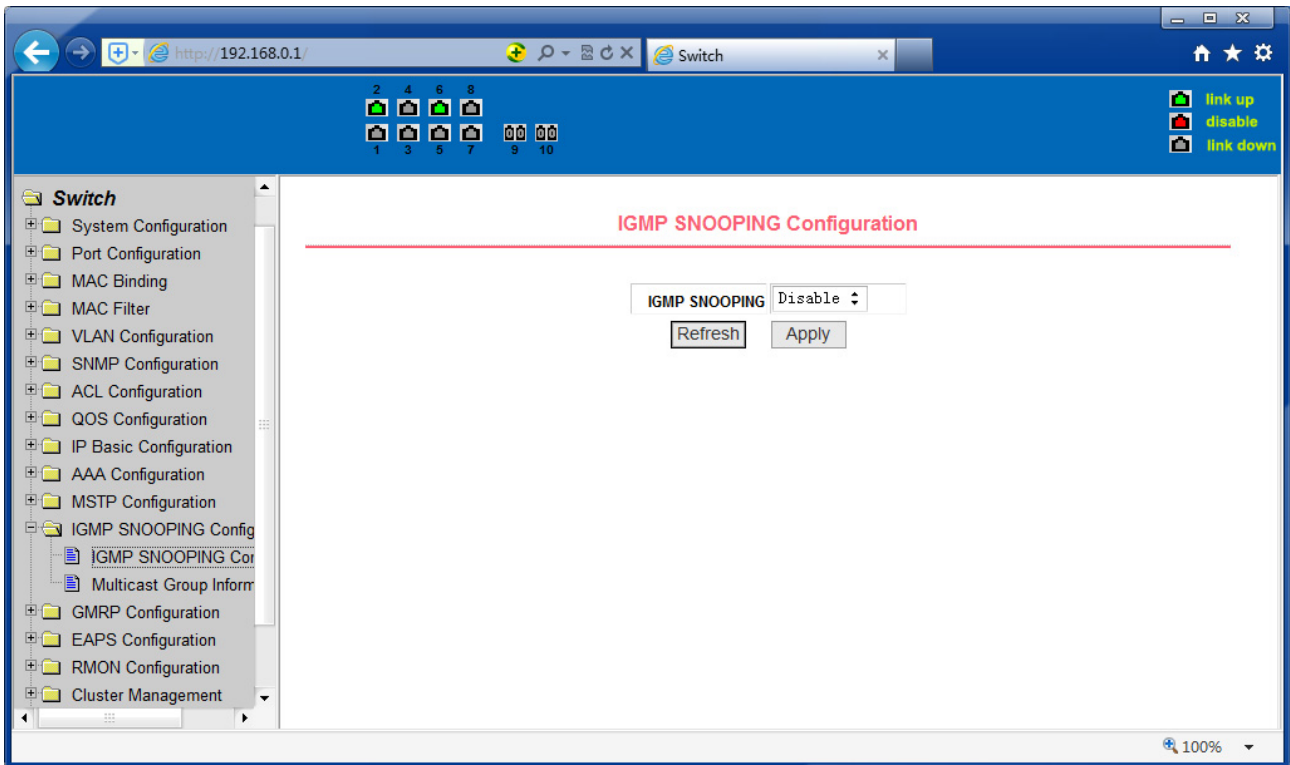 http://192.168.0.1/
Switch
2 4 6 8
1 3 5 7 9 10
link up
disable
link down
Switch
System Configuration
Port Configuration
MAC Binding
MAC Filter
VLAN Configuration
SNMP Configuration
ACL Configuration
QOS Configuration
IP Basic Configuration
AAA Configuration
MSTP Configuration
IGMP SNOOPING Config
IGMP SNOOPING Con
Multicast Group Inform
GMRP Configuration
EAPS Configuration
RMON Configuration
Cluster Management
IGMP SNOOPING Configuration
IGMP SNOOPING Disable
Refresh Apply
100%